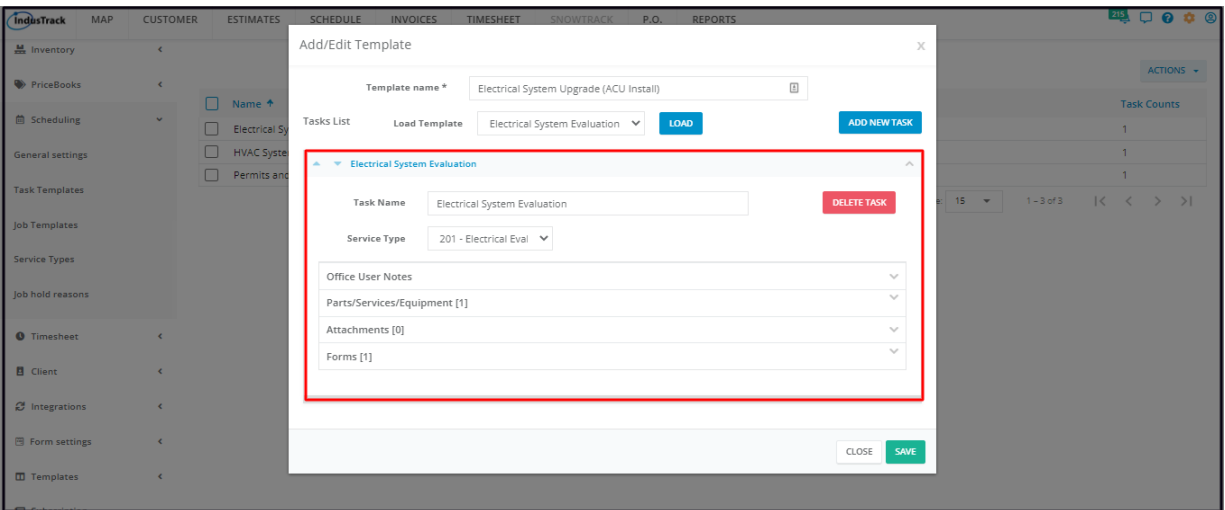 IndusTrack MAP CUSTOMER ESTIMATES SCHEDULE INVOICES TIMESHEET SNOWTRACK P.O. REPORTS 215
Inventory
PriceBooks
Scheduling
General settings
Task Templates
Job Templates
Service Types
Job hold reasons
Timesheet
Client
Integrations
Form settings
Templates
ACTIONS
Name Task Counts
Electrical Sy 1
HVAC Syste 1
Permits and 1
e: 15 1 – 3 of 3
Add/Edit Template X
Template name * Electrical System Upgrade (ACU Install)
Tasks List Load Template Electrical System Evaluation LOAD ADD NEW TASK
Electrical System Evaluation
Task Name Electrical System Evaluation DELETE TASK
Service Type 201 - Electrical Eval
Office User Notes
Parts/Services/Equipment [1]
Attachments [0]
Forms [1]
CLOSE SAVE